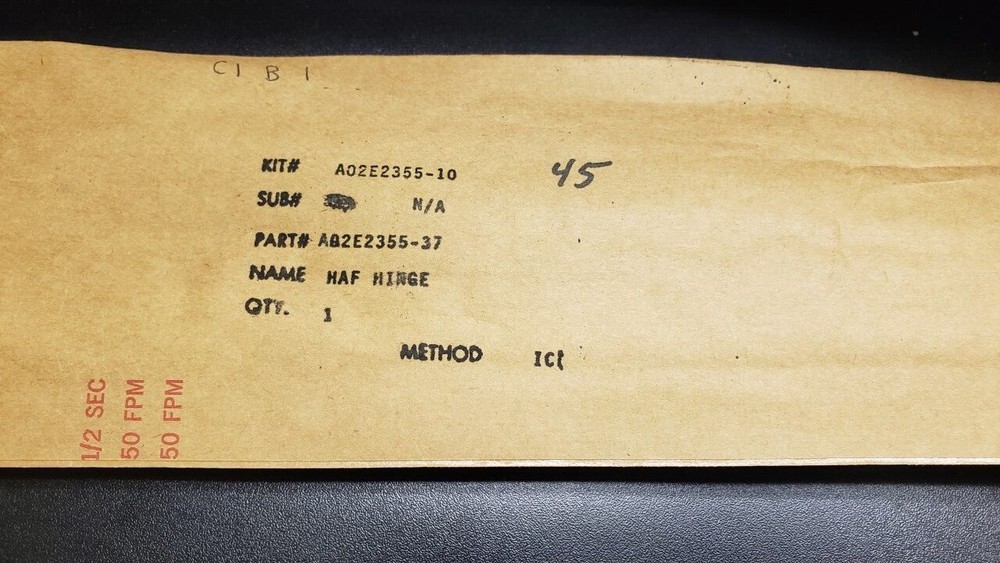 C1 B 1
KIT# A02E2355-10
45
SUB# N/A
PART# A02E2355-37
NAME HAF HINGE
QTY. 1
METHOD
1/2 SEC
50 FPM
50 FPM